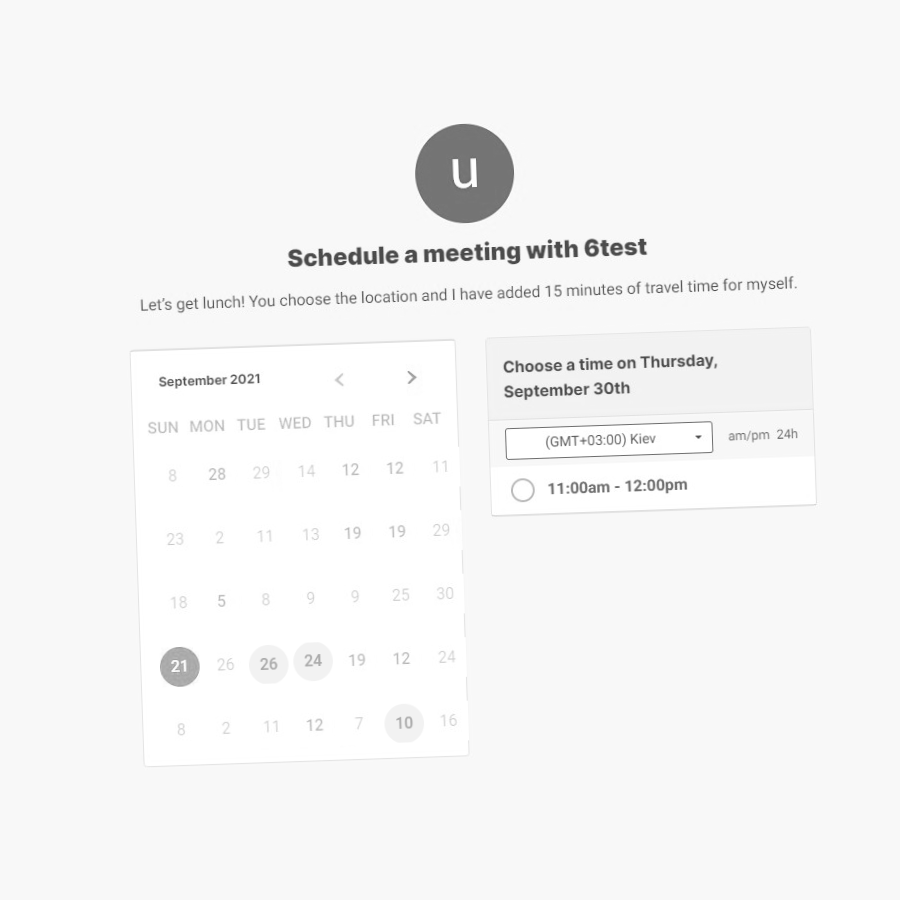 u
Schedule a meeting with 6test
Let's get lunch! You choose the location and I have added 15 minutes of travel time for myself.
September 2021
SUN MON TUE WED THU FRI SAT
8 28 29 14 12 12 11
23 2 11 13 19 19 29
18 5 8 9 9 25 30
21 26 26 24 19 12 24
8 2 11 12 7 10 16
Choose a time on Thursday,
September 30th
(GMT+03:00) Kiev
am/pm 24h
11:00am - 12:00pm